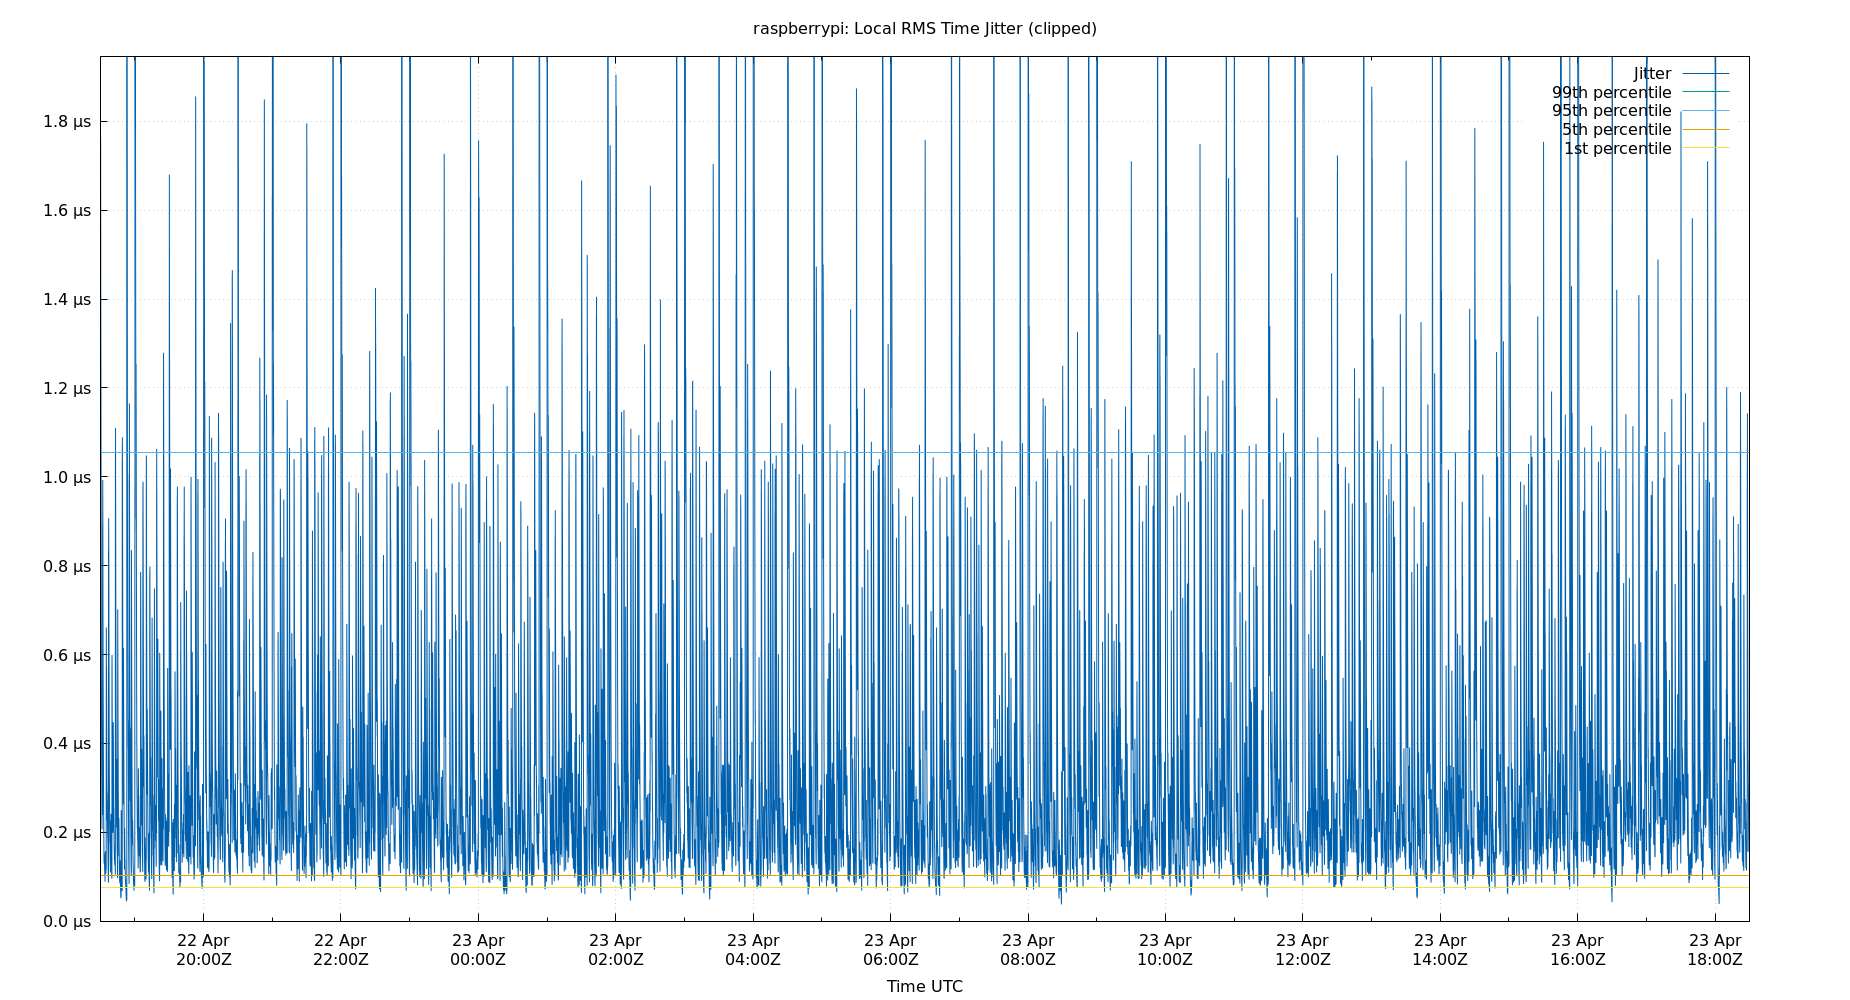 raspberrypi: Local RMS Time Jitter (clipped)
Jitter
99th percentile
95th percentile
5th percentile
1st percentile
1.8 µs
1.6 µs
1.4 µs
1.2 µs
1.0 µs
0.8 µs
0.6 µs
0.4 µs
0.2 µs
0.0 µs
22 Apr 22 Apr 23 Apr 23 Apr 23 Apr 23 Apr 23 Apr 23 Apr 23 Apr 23 Apr 23 Apr 23 Apr
20:00Z 22:00Z 00:00Z 02:00Z 04:00Z 06:00Z 08:00Z 10:00Z 12:00Z 14:00Z 16:00Z 18:00Z
Time UTC